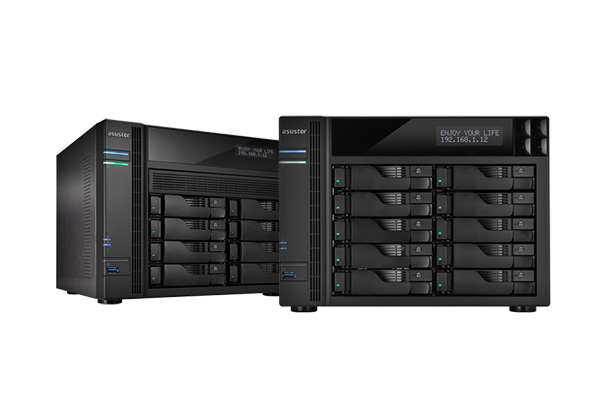 asustor
ENJOY YOUR LIFE
192.168.1.12
asustor
ENJOY YOUR LIFE
192.168.1.12